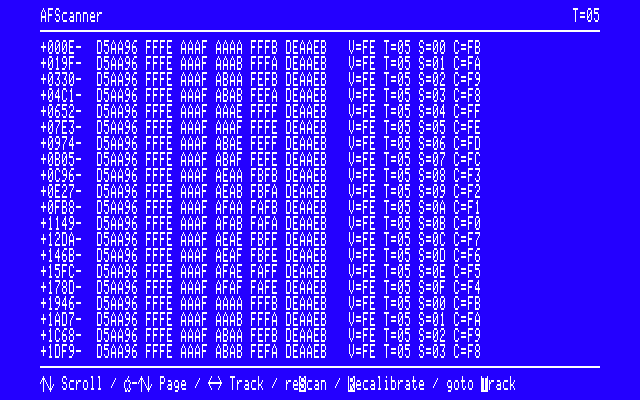 AFScanner T=05
+000E- D5AA96 FFFE AAAF AAAA FFFB DEAAEB V=FE T=05 S=00 C=FB
+019F- D5AA96 FFFE AAAF AAAB FFFA DEAAEB V=FE T=05 S=01 C=FA
+0330- D5AA96 FFFE AAAF ABAA FEFB DEAAEB V=FE T=05 S=02 C=F9
+04C1- D5AA96 FFFE AAAF ABAB FEFA DEAAEB V=FE T=05 S=03 C=F8
+0652- D5AA96 FFFE AAAF AAAE FFFF DEAAEB V=FE T=05 S=04 C=FF
+07E3- D5AA96 FFFE AAAF AAAF FFFE DEAAEB V=FE T=05 S=05 C=FE
+0974- D5AA96 FFFE AAAF ABAE FEFF DEAAEB V=FE T=05 S=06 C=FD
+0B05- D5AA96 FFFE AAAF ABAF FEFE DEAAEB V=FE T=05 S=07 C=FC
+0C96- D5AA96 FFFE AAAF AEAA FBFB DEAAEB V=FE T=05 S=08 C=F3
+0E27- D5AA96 FFFE AAAF AEAB FBFA DEAAEB V=FE T=05 S=09 C=F2
+0FB8- D5AA96 FFFE AAAF AFAA FAFB DEAAEB V=FE T=05 S=0A C=F1
+1149- D5AA96 FFFE AAAF AFAB FAFA DEAAEB V=FE T=05 S=0B C=F0
+12DA- D5AA96 FFFE AAAF AEAE FBFF DEAAEB V=FE T=05 S=0C C=F7
+146B- D5AA96 FFFE AAAF AEAF FBFE DEAAEB V=FE T=05 S=0D C=F6
+15FC- D5AA96 FFFE AAAF AFAE FAFF DEAAEB V=FE T=05 S=0E C=F5
+178D- D5AA96 FFFE AAAF AFAF FAFE DEAAEB V=FE T=05 S=0F C=F4
+1946- D5AA96 FFFE AAAF AAAA FFFB DEAAEB V=FE T=05 S=00 C=FB
+1AD7- D5AA96 FFFE AAAF AAAB FFFA DEAAEB V=FE T=05 S=01 C=FA
+1C68- D5AA96 FFFE AAAF ABAA FEFB DEAAEB V=FE T=05 S=02 C=F9
+1DF9- D5AA96 FFFE AAAF ABAB FEFA DEAAEB V=FE T=05 S=03 C=F8
↑↓ Scroll / -↑↓ Page / ↔ Track / reScan / Recalibrate / goto Track